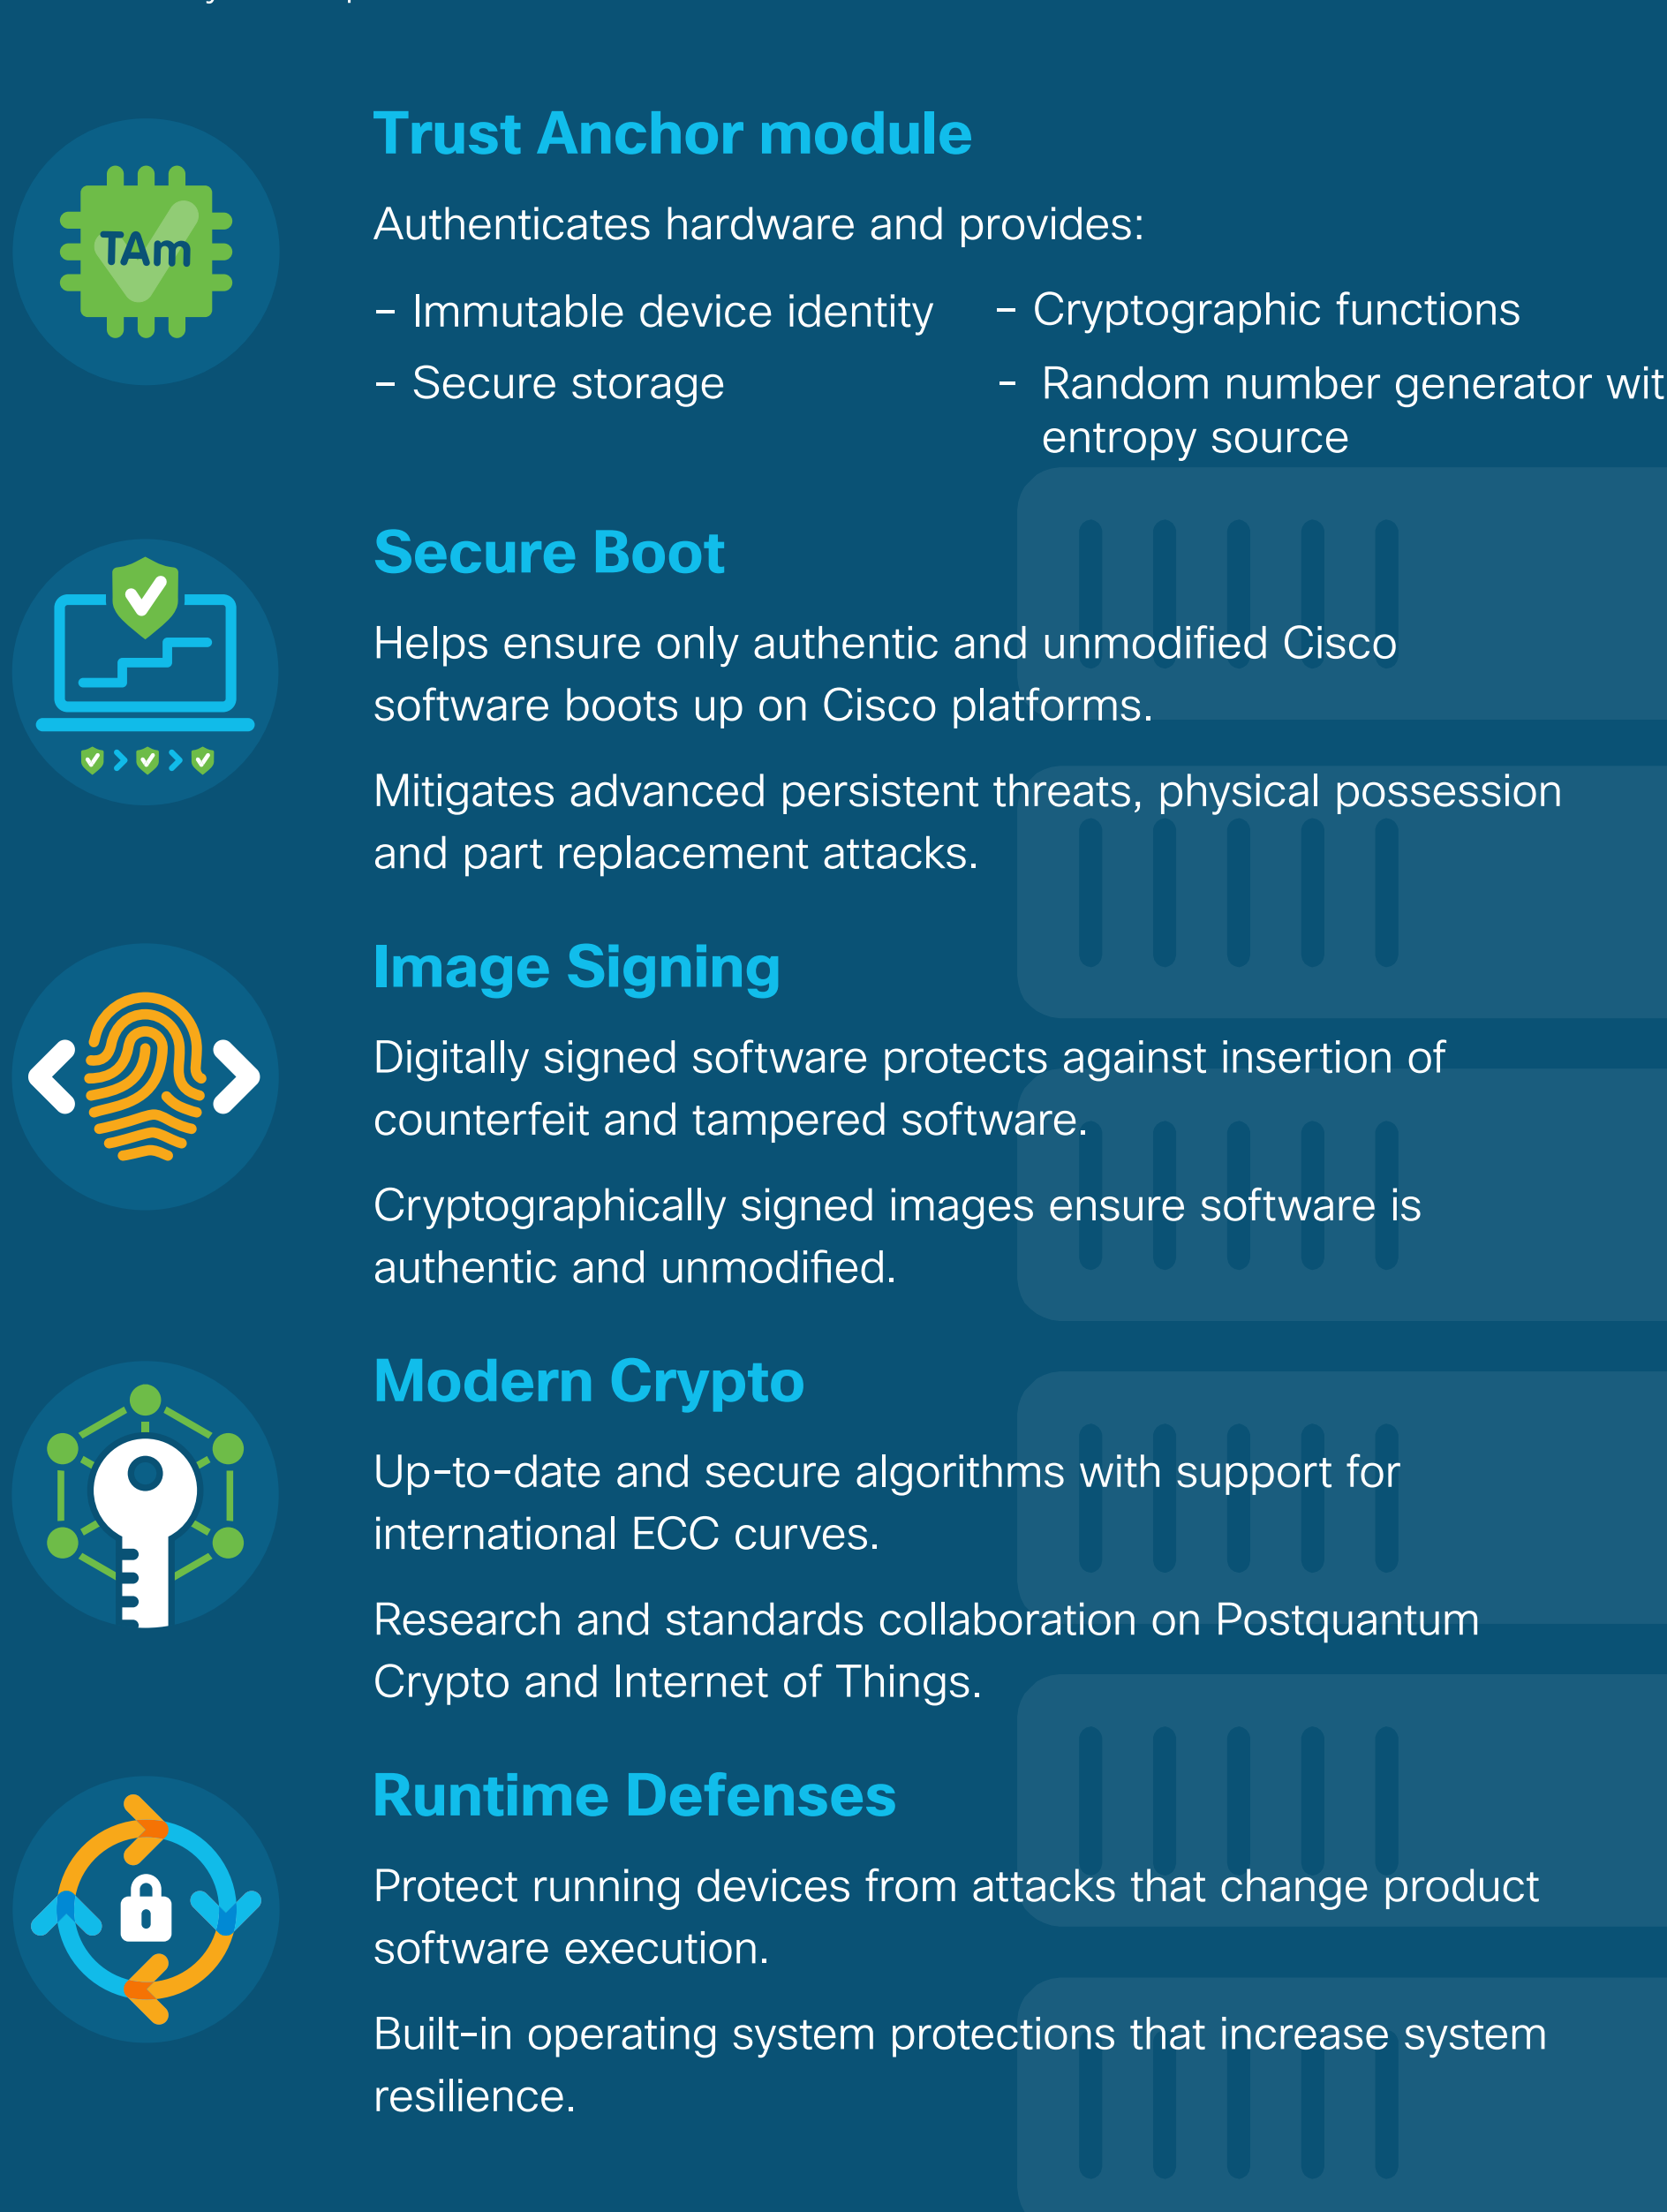 Trust Anchor module
TAm
Authenticates hardware and provides:
– Immutable device identity
– Secure storage
– Cryptographic functions
– Random number generator wit
entropy source
Secure Boot
Helps ensure only authentic and unmodified Cisco
software boots up on Cisco platforms.
Mitigates advanced persistent threats, physical possession
and part replacement attacks.
Image Signing
Digitally signed software protects against insertion of
counterfeit and tampered software.
Cryptographically signed images ensure software is
authentic and unmodified.
Modern Crypto
Up-to-date and secure algorithms with support for
international ECC curves.
Research and standards collaboration on Postquantum
Crypto and Internet of Things.
Runtime Defenses
Protect running devices from attacks that change product
software execution.
Built-in operating system protections that increase system
resilience.